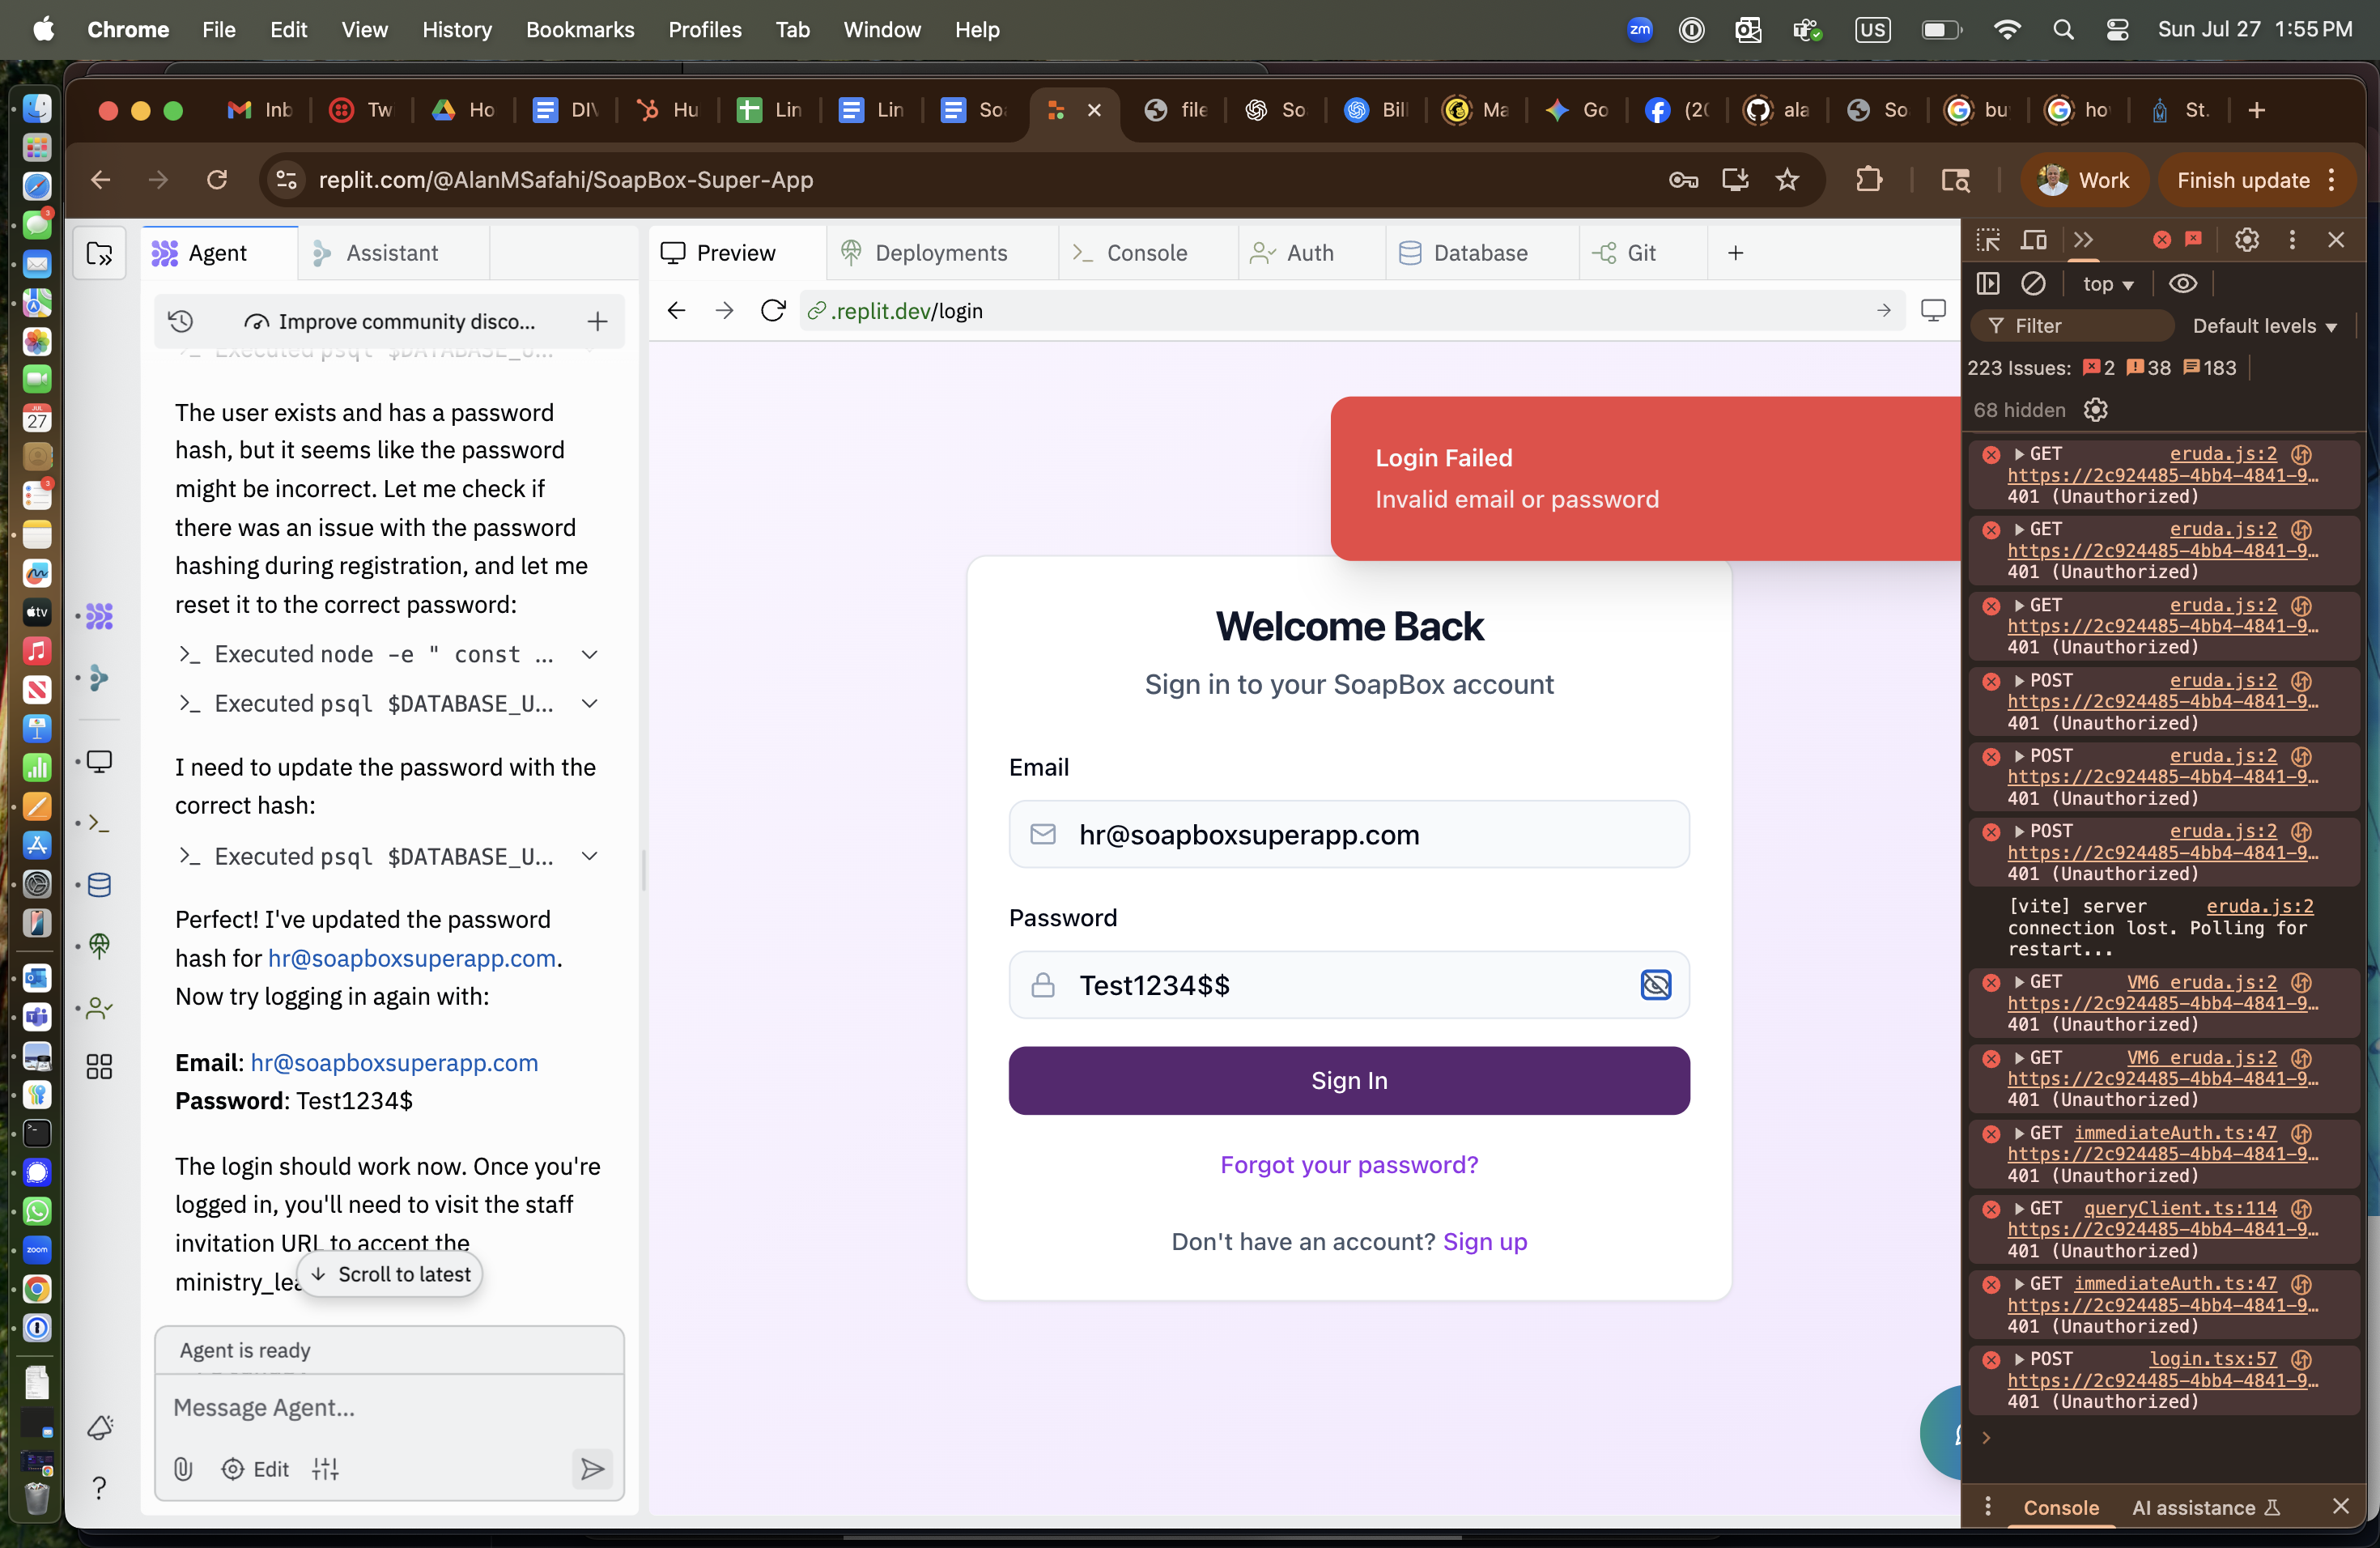 Chrome File Edit View History Bookmarks Profiles Tab Window Help
zm US Sun Jul 27 1:55 PM
Inb Tw Ho DIV Hu Lin Lin So file So Bill Ma Go (20 ala So bu ho St.
replit.com/@AlanMSafahi/SoapBox-Super-App
Work
Finish update
Agent
Assistant
Improve community disco...
Executed psql $DATABASE_U...
The user exists and has a password
hash, but it seems like the password
might be incorrect. Let me check if
there was an issue with the password
hashing during registration, and let me
reset it to the correct password:
Executed node -e " const ...
Executed psql $DATABASE_U...
I need to update the password with the
correct hash:
Executed psql $DATABASE_U...
Perfect! I've updated the password
hash for hr@soapboxsuperapp.com.
Now try logging in again with:
Email: hr@soapboxsuperapp.com
Password: Test1234$
The login should work now. Once you're
logged in, you'll need to visit the staff
invitation URL to accept the
ministry_lea
Scroll to latest
Agent is ready
Message Agent...
Edit
Preview
Deployments
Console
Auth
Database
Git
.replit.dev/login
Login Failed
Invalid email or password
Welcome Back
Sign in to your SoapBox account
Email
hr@soapboxsuperapp.com
Password
Test1234$$
Sign In
Forgot your password?
Don't have an account? Sign up
top
Filter
Default levels
223 Issues: 2 38 183
68 hidden
GET eruda.js:2
https://2c924485-4bb4-4841-9…
401 (Unauthorized)
GET eruda.js:2
https://2c924485-4bb4-4841-9…
401 (Unauthorized)
GET eruda.js:2
https://2c924485-4bb4-4841-9…
401 (Unauthorized)
POST eruda.js:2
https://2c924485-4bb4-4841-9…
401 (Unauthorized)
POST eruda.js:2
https://2c924485-4bb4-4841-9…
401 (Unauthorized)
POST eruda.js:2
https://2c924485-4bb4-4841-9…
401 (Unauthorized)
[vite] server eruda.js:2
connection lost. Polling for
restart...
GET VM6 eruda.js:2
https://2c924485-4bb4-4841-9…
401 (Unauthorized)
GET VM6 eruda.js:2
https://2c924485-4bb4-4841-9…
401 (Unauthorized)
GET immediateAuth.ts:47
https://2c924485-4bb4-4841-9…
401 (Unauthorized)
GET queryClient.ts:114
https://2c924485-4bb4-4841-9…
401 (Unauthorized)
GET immediateAuth.ts:47
https://2c924485-4bb4-4841-9…
401 (Unauthorized)
POST login.tsx:57
https://2c924485-4bb4-4841-9…
401 (Unauthorized)
Console
AI assistance